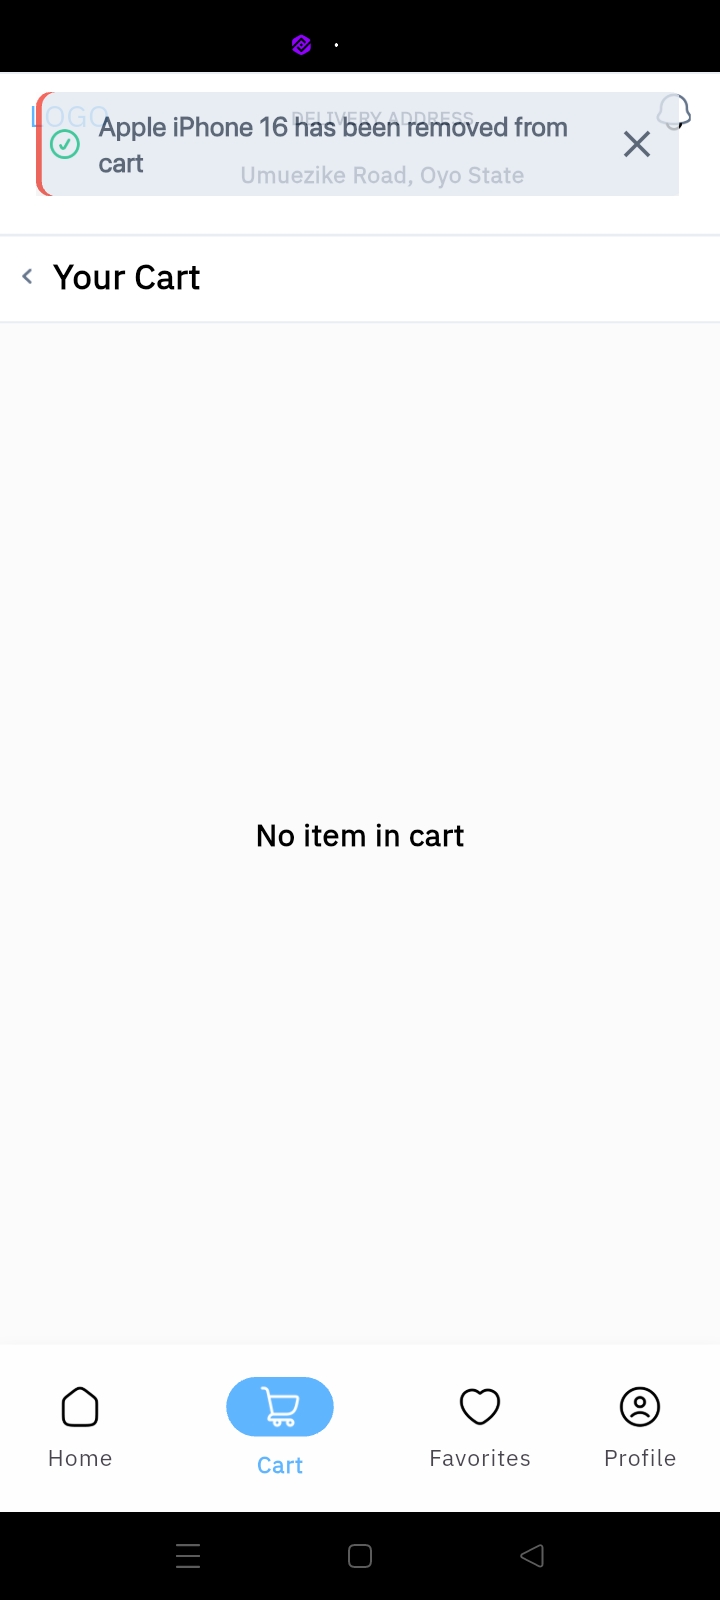 LOGO
DELIVERY ADDRESS
Apple iPhone 16 has been removed from
cart
Umuezike Road, Oyo State
Your Cart
No item in cart
Home
Cart
Favorites
Profile